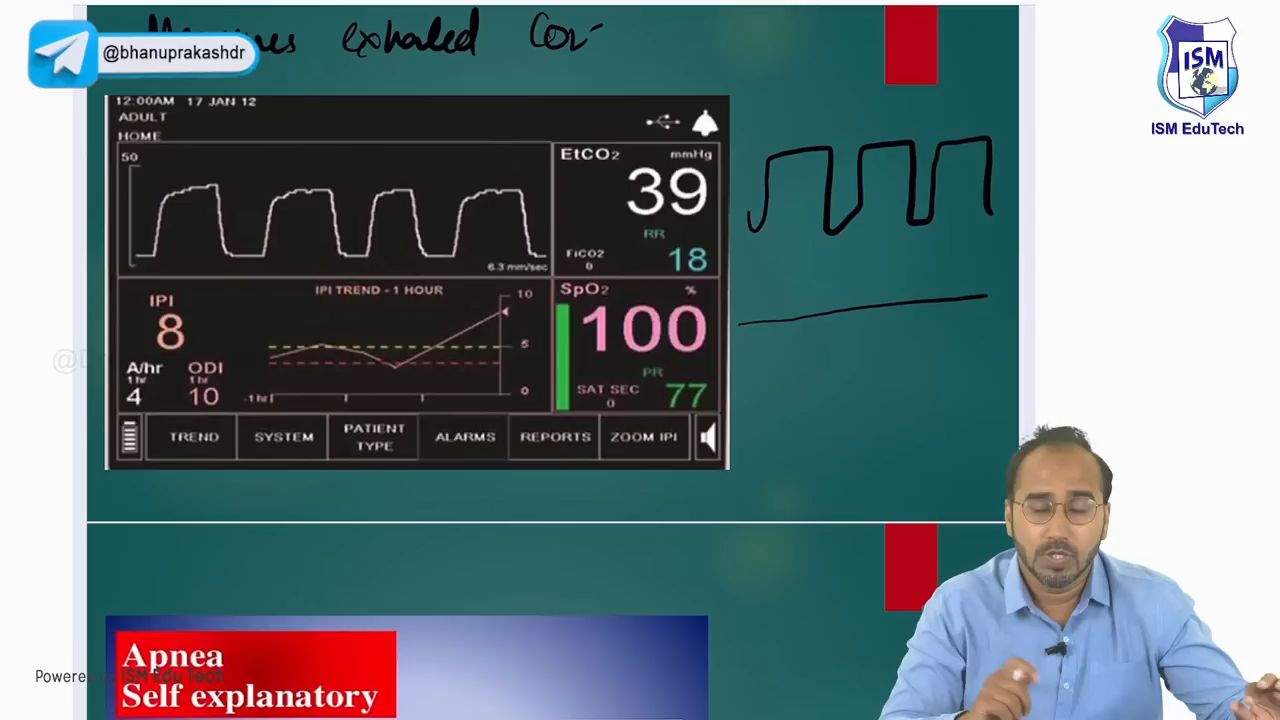 exhaled CO2
@bhanuprakashdr
ISM
ISM EduTech
12:00AM 17 JAN 12
ADULT
HOME
50
6.3 mm/sec
EtCO2 mmHg
39
RR
FiCO2
0
18
IPI
8
IPI TREND - 1 HOUR
10
5
0
-1 hr
A/hr
1 hr
4
ODI
1 hr
10
SpO2 %
100
PR
SAT SEC
0
77
TREND
SYSTEM
PATIENT
TYPE
ALARMS
REPORTS
ZOOM IPI
Apnea
Self explanatory
ISM Edu Tech